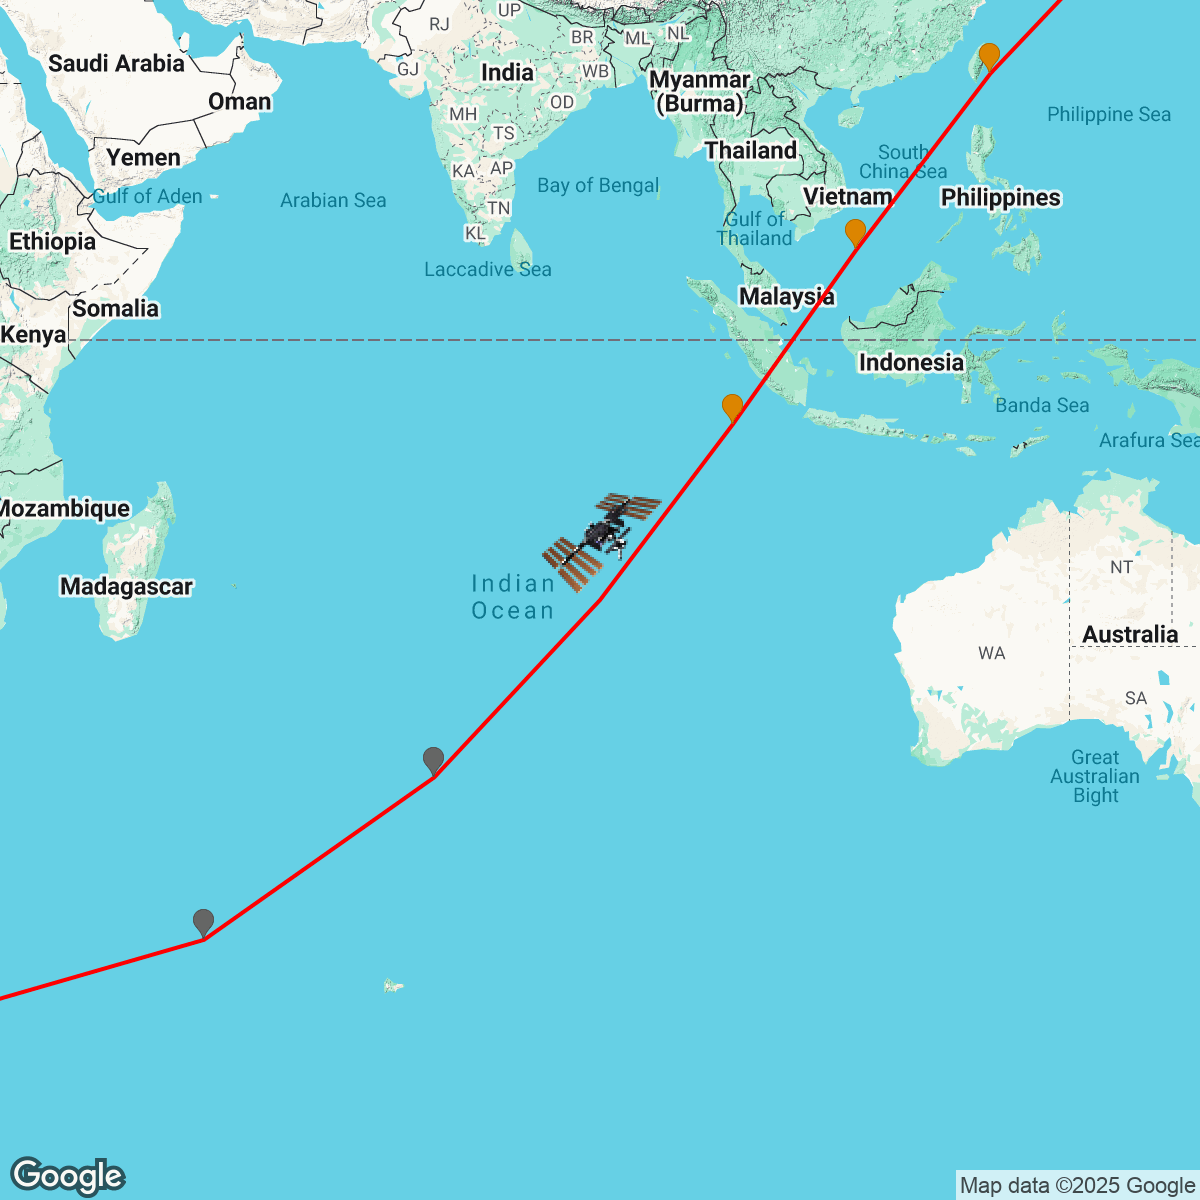 UP
RJ
BR
ML
NL
Saudi Arabia
GJ
India
WB
Myanmar
(Burma)
Oman
OD
MH
Philippine Sea
TS
Yemen
Thailand
South
China Sea
KA
AP
Bay of Bengal
Gulf of Aden
Arabian Sea
Vietnam
Philippines
TN
Gulf of
Thailand
KL
Ethiopia
Laccadive Sea
Malaysia
Somalia
Kenya
Indonesia
Banda Sea
Arafura Sea
Mozambique
NT
Indian
Ocean
Madagascar
Australia
WA
SA
Great
Australian
Bight
Google
Map data ©2025 Google